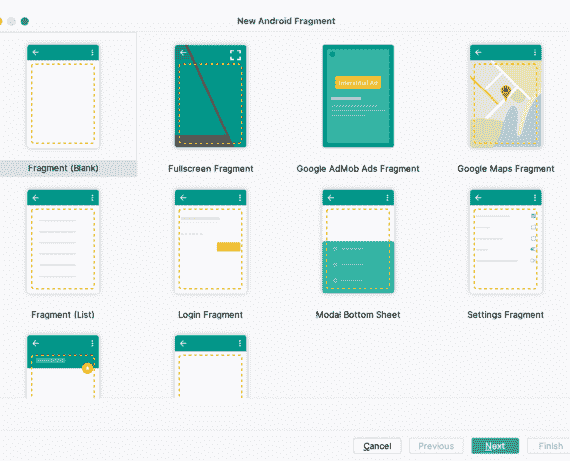 New Android Fragment
Interstitial Ad
Fragment (Blank)
Fullscreen Fragment
Google AdMob Ads Fragment
Google Maps Fragment
Fragment (List)
Login Fragment
Modal Bottom Sheet
Settings Fragment
Cancel
Previous
Next
Finish